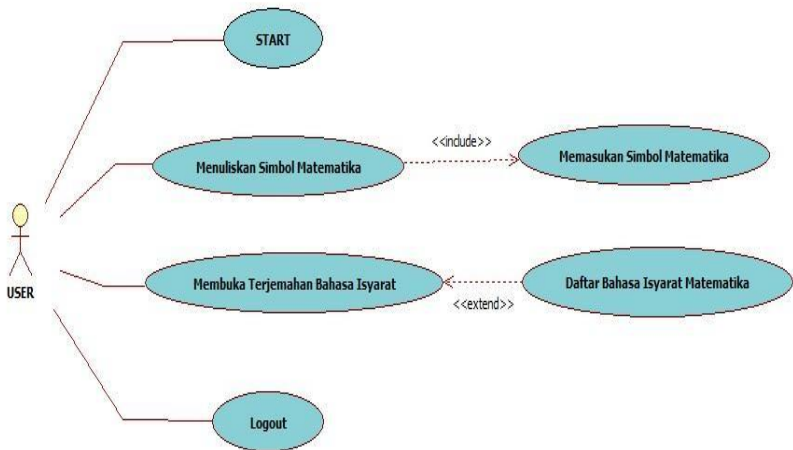 START
<<include>>
Menuliskan Simbol Matematika
Memasukan Simbol Matematika
USER
Membuka Terjemahan Bahasa Isyarat
Daftar Bahasa Isyarat Matematika
<<extend>>
Logout